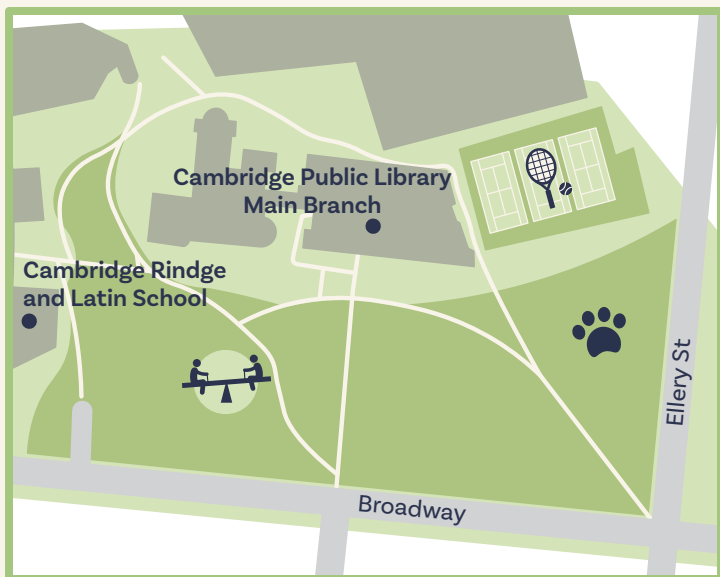 Cambridge Public Library
Main Branch
Cambridge Rindge
and Latin School
Ellery St
Broadway